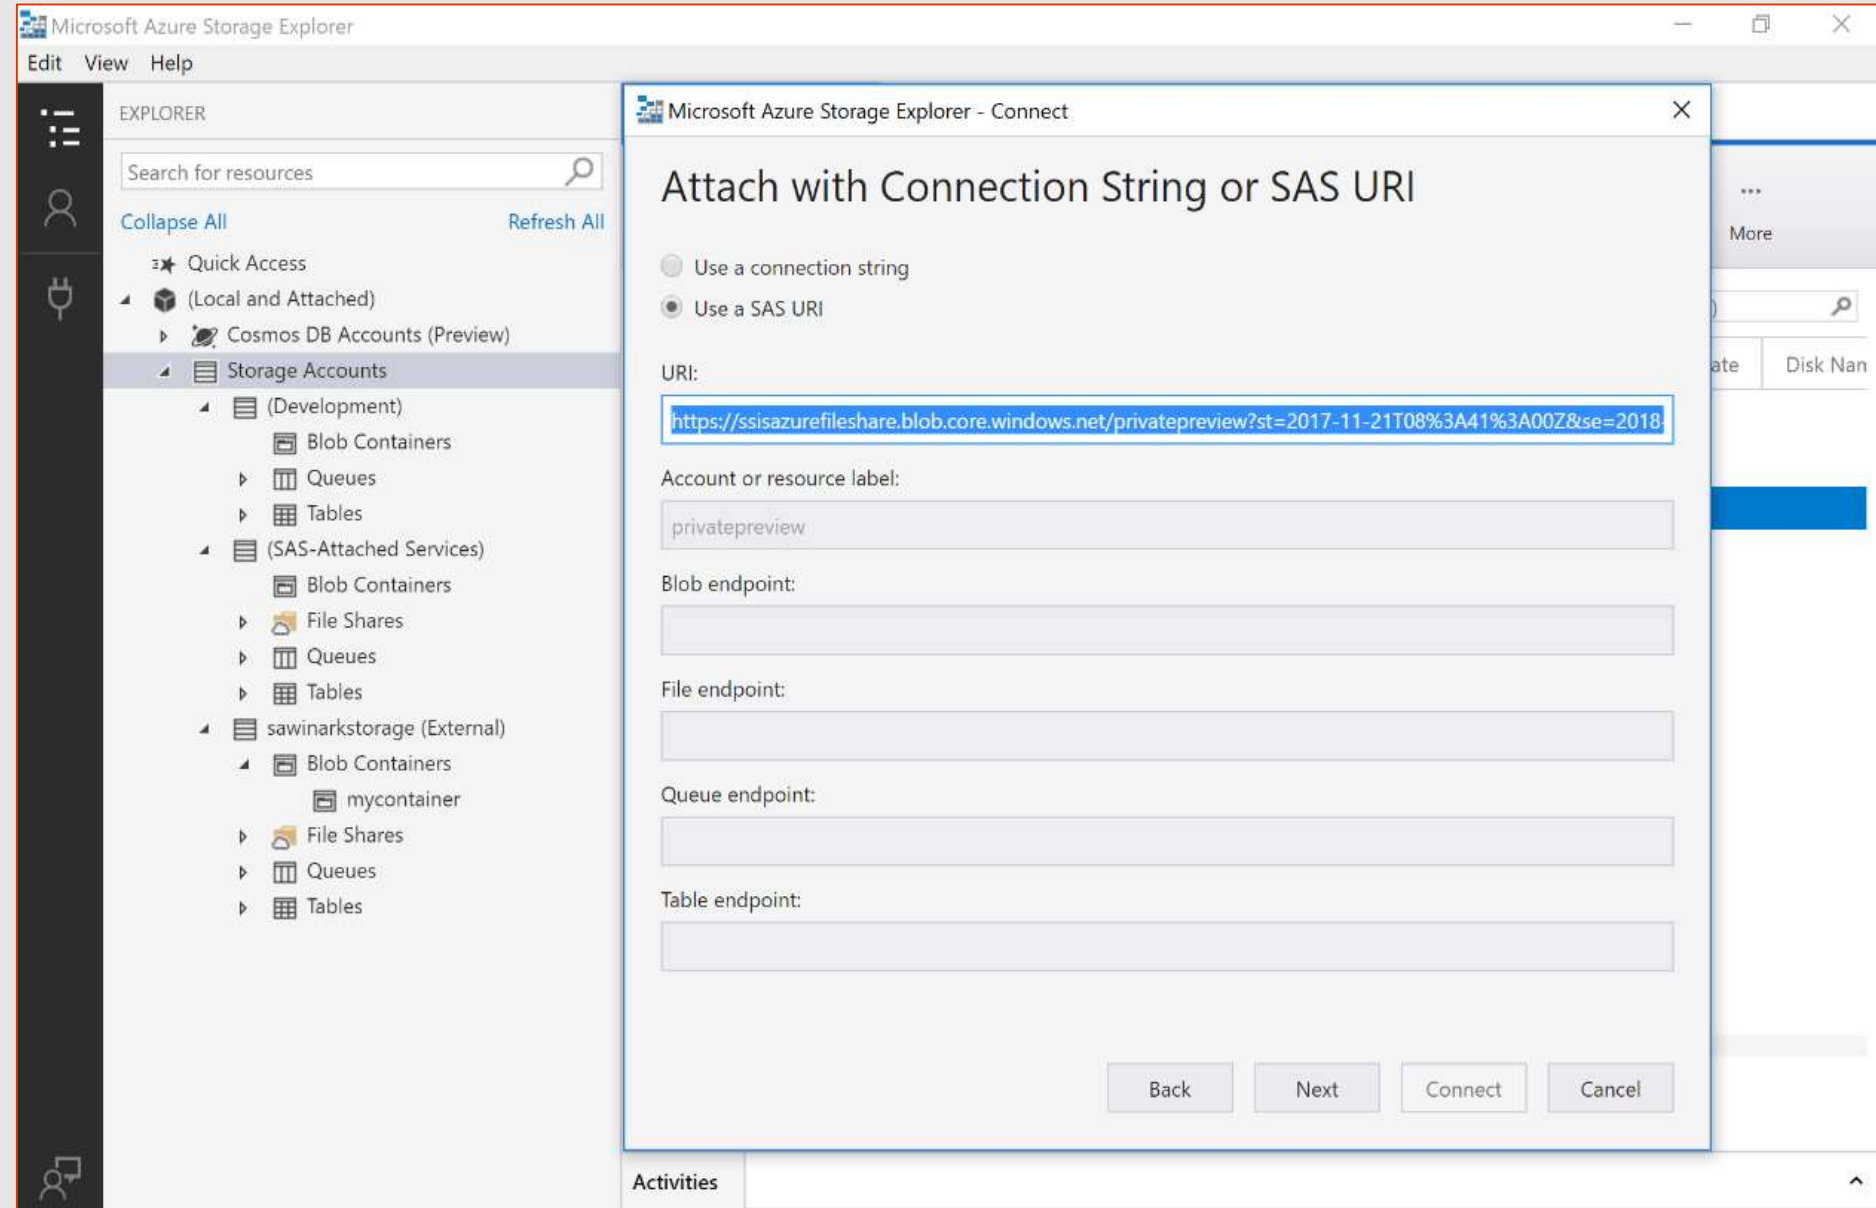 Microsoft Azure Storage Explorer
Edit View Help
EXPLORER
Search for resources
Collapse All Refresh All
Quick Access
(Local and Attached)
Cosmos DB Accounts (Preview)
Storage Accounts
(Development)
Blob Containers
Queues
Tables
(SAS-Attached Services)
Blob Containers
File Shares
Queues
Tables
sawinarkstorage (External)
Blob Containers
mycontainer
File Shares
Queues
Tables
Microsoft Azure Storage Explorer - Connect
Attach with Connection String or SAS URI
Use a connection string
Use a SAS URI
URI:
https://ssisazurefileshare.blob.core.windows.net/privatepreview?st=2017-11-21T08%3A41%3A00Z&se=2018-
Account or resource label:
privatepreview
Blob endpoint:
File endpoint:
Queue endpoint:
Table endpoint:
Back Next Connect Cancel
...
More
ate Disk Nan
Activities